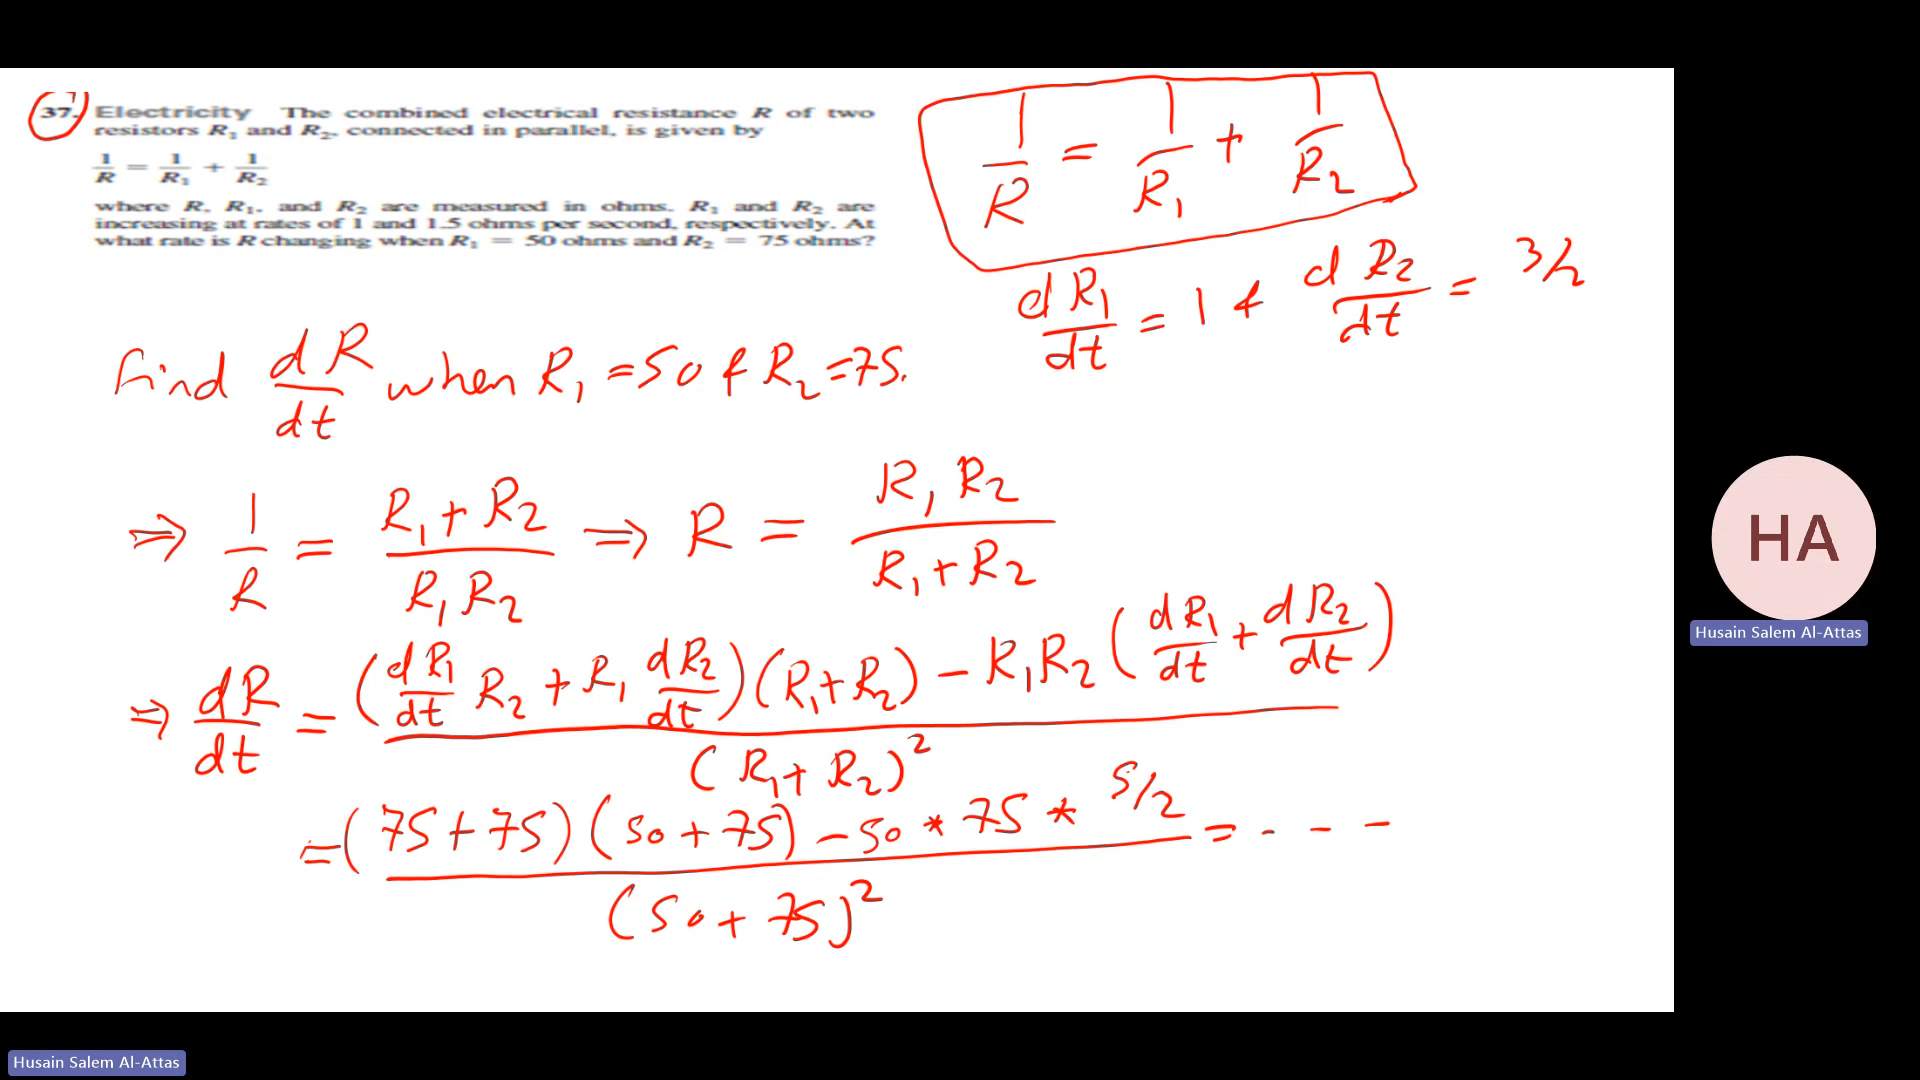 37. Electricity The combined electrical resistance R of two
resistors R₁ and R₂, connected in parallel, is given by
1/R = 1/R₁ + 1/R₂
where R, R₁, and R₂ are measured in ohms. R₁ and R₂ are
increasing at rates of 1 and 1.5 ohms per second, respectively. At
what rate is R changing when R₁ = 50 ohms and R₂ = 75 ohms?
1/R = 1/R₁ + 1/R₂
dR₁/dt = 1 & dR₂/dt = 3/2
Find dR/dt when R₁ = 50 & R₂ = 75.
⇒ 1/R = (R₁ + R₂)/(R₁ R₂) ⇒ R = (R₁ R₂)/(R₁ + R₂)
⇒ dR/dt = ((dR₁/dt R₂ + R₁ dR₂/dt)(R₁ + R₂) − R₁R₂(dR₁/dt + dR₂/dt))/(R₁ + R₂)²
= ((75 + 75)(50 + 75) − 50 * 75 * 5/2)/(50 + 75)² = - - -
HA
Husain Salem Al-Attas
Husain Salem Al-Attas